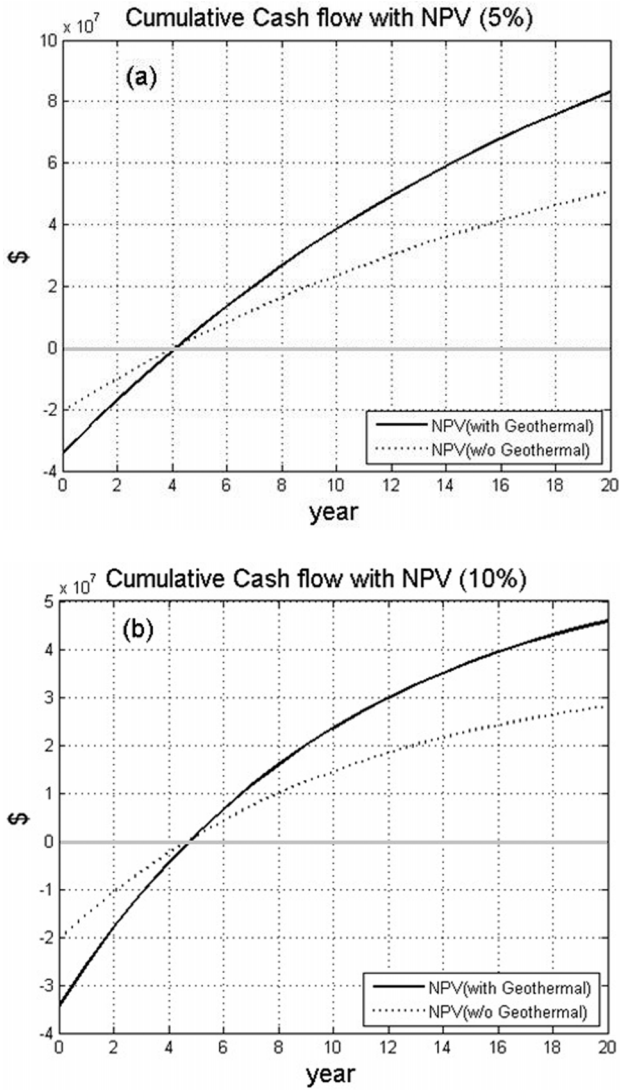 Cumulative Cash flow with NPV (5%)
x 10^7
(a)
10
8
6
4
2
0
-2
-4
$
NPV(with Geothermal)
NPV(w/o Geothermal)
0 2 4 6 8 10 12 14 16 18 20
year
Cumulative Cash flow with NPV (10%)
x 10^7
(b)
5
4
3
2
1
0
-1
-2
-3
-4
$
NPV(with Geothermal)
NPV(w/o Geothermal)
0 2 4 6 8 10 12 14 16 18 20
year